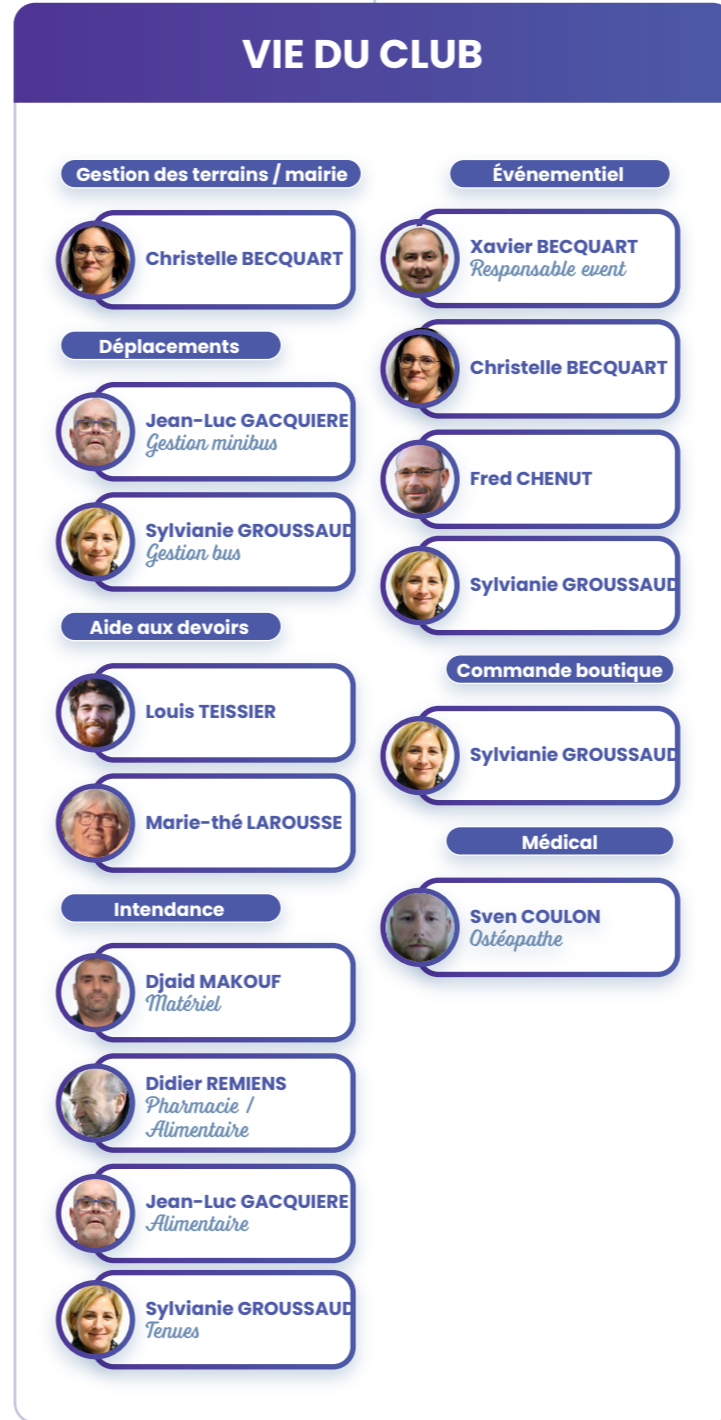 VIE DU CLUB
Gestion des terrains / mairie
Christelle BECQUART
Déplacements
Jean-Luc GACQUIERE
Gestion minibus
Sylvianie GROUSSAUD
Gestion bus
Aide aux devoirs
Louis TEISSIER
Marie-thé LAROUSSE
Intendance
Djaid MAKOUF
Matériel
Didier REMIENS
Pharmacie /
Alimentaire
Jean-Luc GACQUIERE
Alimentaire
Sylvianie GROUSSAUD
Tenues
Événementiel
Xavier BECQUART
Responsable event
Christelle BECQUART
Fred CHENUT
Sylvianie GROUSSAUD
Commande boutique
Sylvianie GROUSSAUD
Médical
Sven COULON
Ostéopathe